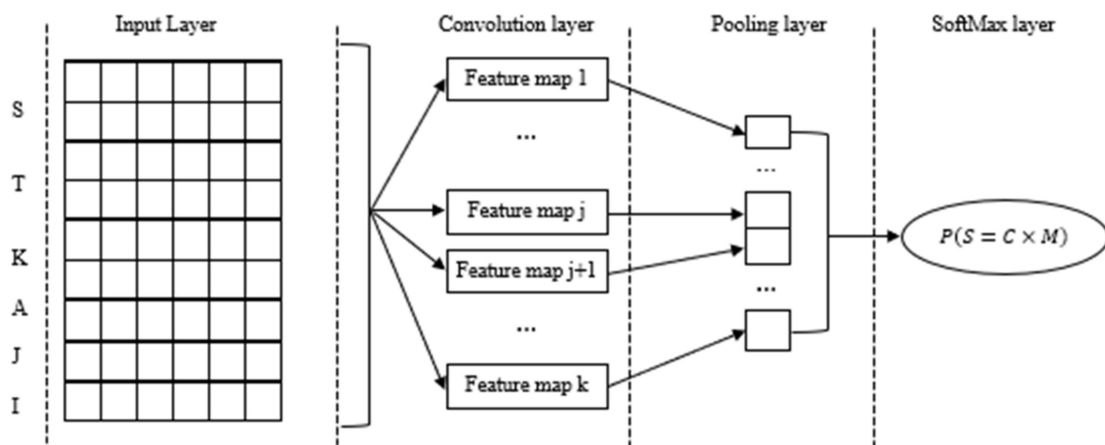 Input Layer
Convolution layer
Pooling layer
SoftMax layer
S
T
K
A
J
I
Feature map 1
...
Feature map j
Feature map j+1
...
Feature map k
...
...
P(S = C × M)